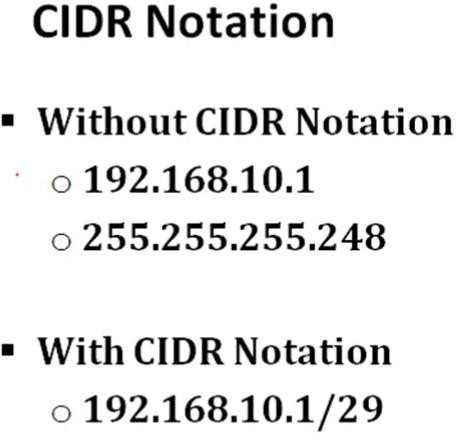 CIDR Notation
▪ Without CIDR Notation
o 192.168.10.1
o 255.255.255.248
▪ With CIDR Notation
o 192.168.10.1/29